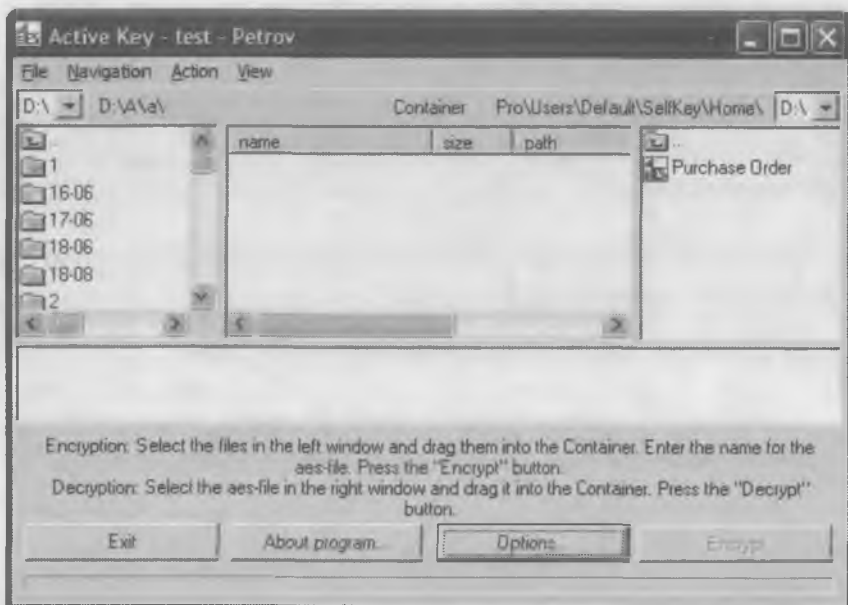 Active Key - test - Petrov
File Navigation Action View
D:\ D:\A\a\ Container Pro\Users\Default\SelfKey\Home\ D:\
..
1
16-06
17-06
18-06
18-08
2
name size path
..
Purchase Order
Encryption: Select the files in the left window and drag them into the Container. Enter the name for the
aes-file. Press the "Encrypt" button.
Decryption: Select the aes-file in the right window and drag it into the Container. Press the "Decrypt"
button.
Exit About program... Options... Encrypt